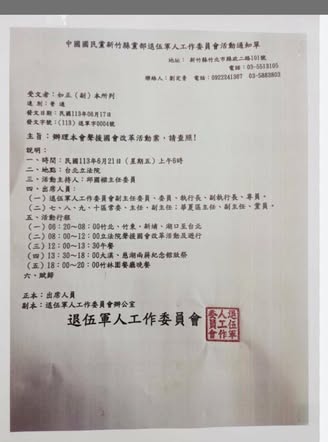 中國國民黨新竹縣黨部退伍軍人工作委員會活動通知單
地址: 新竹縣竹北市縣政二路101號
電話:03-5513105
聯絡人:劉定青 電話:0922241367 03-5883803
受文者:如正(副)本所列
速別:普通
發文日期:民國113年06月17日
發文字號:(113)退軍字0004號
主旨:辦理本會聲援國會改革活動案,請查照!
說明:
一、時間:民國113年6月21日(星期五)上午6時
二、地點:台北立法院
三、活動主持人:邱國權主任委員
四、出席人員:
(一)退伍軍人工作委員會副主任委員、委員、執行長、副執行長、專員。
(二)七、八、九、十區常委、主任、副主任;華夏區主任、副主任、黨員。
五、活動行程
(一)06:20~08:00竹北、竹東、新埔、湖口至台北
(二)08:00~12:00立法院聲援國會改革活動及遊行
(三)12:00~13:30午餐
(四)13:30~18:00大溪、慈湖兩蔣紀念館致祭
(五)18:00~20:00竹林園餐廳晚餐
六、賦歸
正本:出席人員
副本:退伍軍人工作委員會辦公室
退伍軍人工作委員會
退伍軍人工作委員會